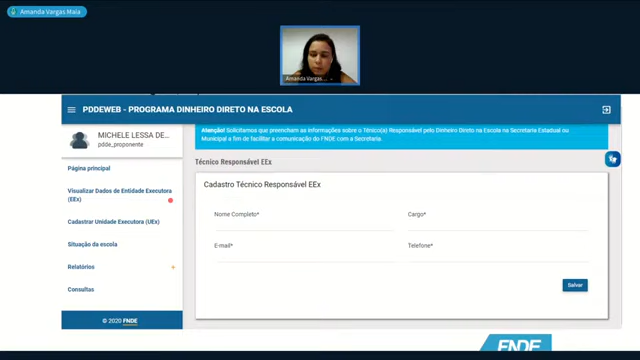 Amanda Vargas Maia
Amanda Vargas...
PDDEWEB - PROGRAMA DINHEIRO DIRETO NA ESCOLA
MICHELE LESSA DE...
pdde_proponente
Atenção! Solicitamos que preencham as informações sobre o Ténico(a) Responsável pelo Dinheiro Direto na Escola na Secretaria Estadual ou
Municipal a fim de facilitar a comunicação do FNDE com a Secretaria.
Página principal
Visualizar Dados de Entidade Executora
(EEx)
Cadastrar Unidade Executora (UEx)
Situação da escola
Relatórios +
Consultas
© 2020 FNDE
Técnico Responsável EEx
Cadastro Técnico Responsável EEx
Nome Completo*
Cargo*
E-mail*
Telefone*
Salvar
FNDE